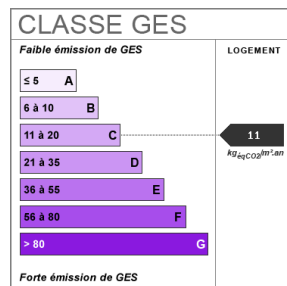 CLASSE GES
Faible émission de GES
LOGEMENT
≤ 5 A
6 à 10 B
11 à 20 C
11
kgéqCO2/m².an
21 à 35 D
36 à 55 E
56 à 80 F
> 80 G
Forte émission de GES